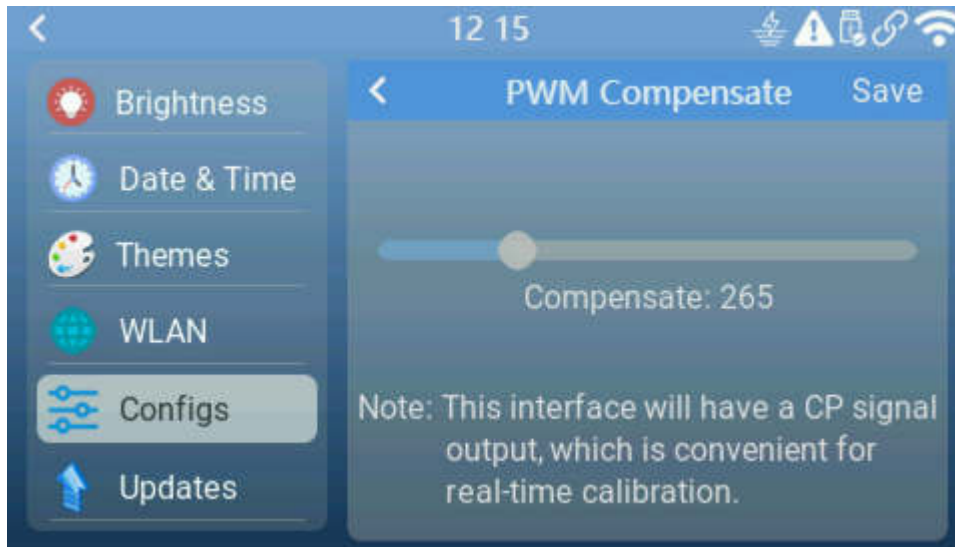 12 15
Brightness
Date & Time
Themes
WLAN
Configs
Updates
PWM Compensate
Save
Compensate: 265
Note: This interface will have a CP signal
output, which is convenient for
real-time calibration.